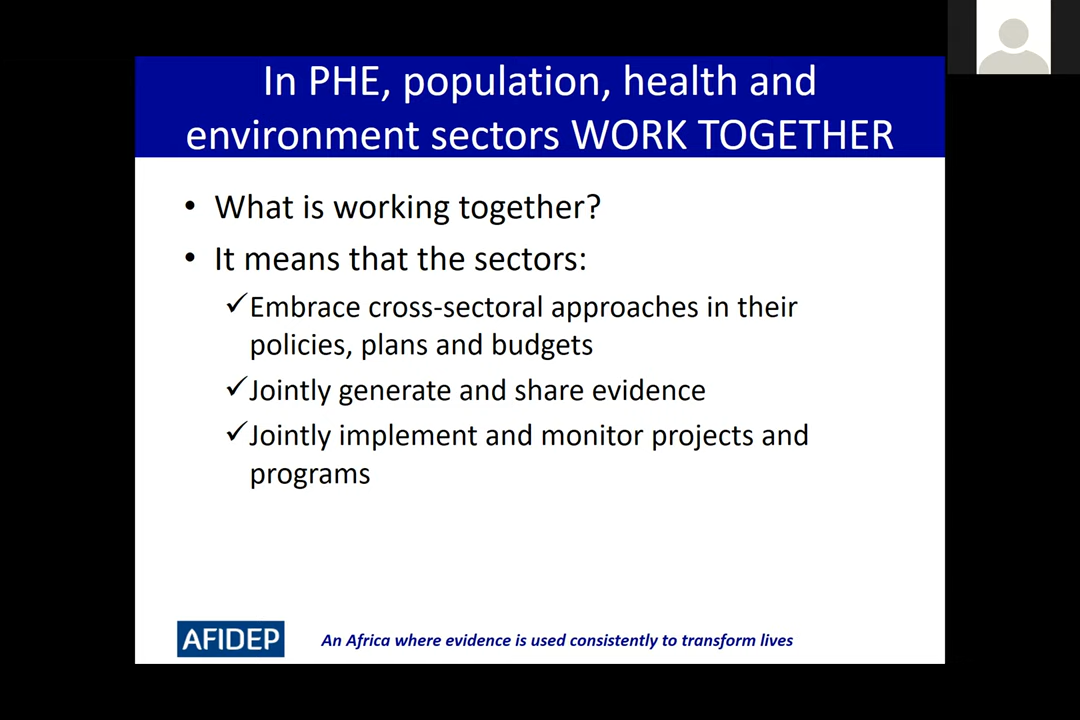 In PHE, population, health and
environment sectors WORK TOGETHER
• What is working together?
• It means that the sectors:
✓Embrace cross-sectoral approaches in their
policies, plans and budgets
✓Jointly generate and share evidence
✓Jointly implement and monitor projects and
programs
AFIDEP
An Africa where evidence is used consistently to transform lives